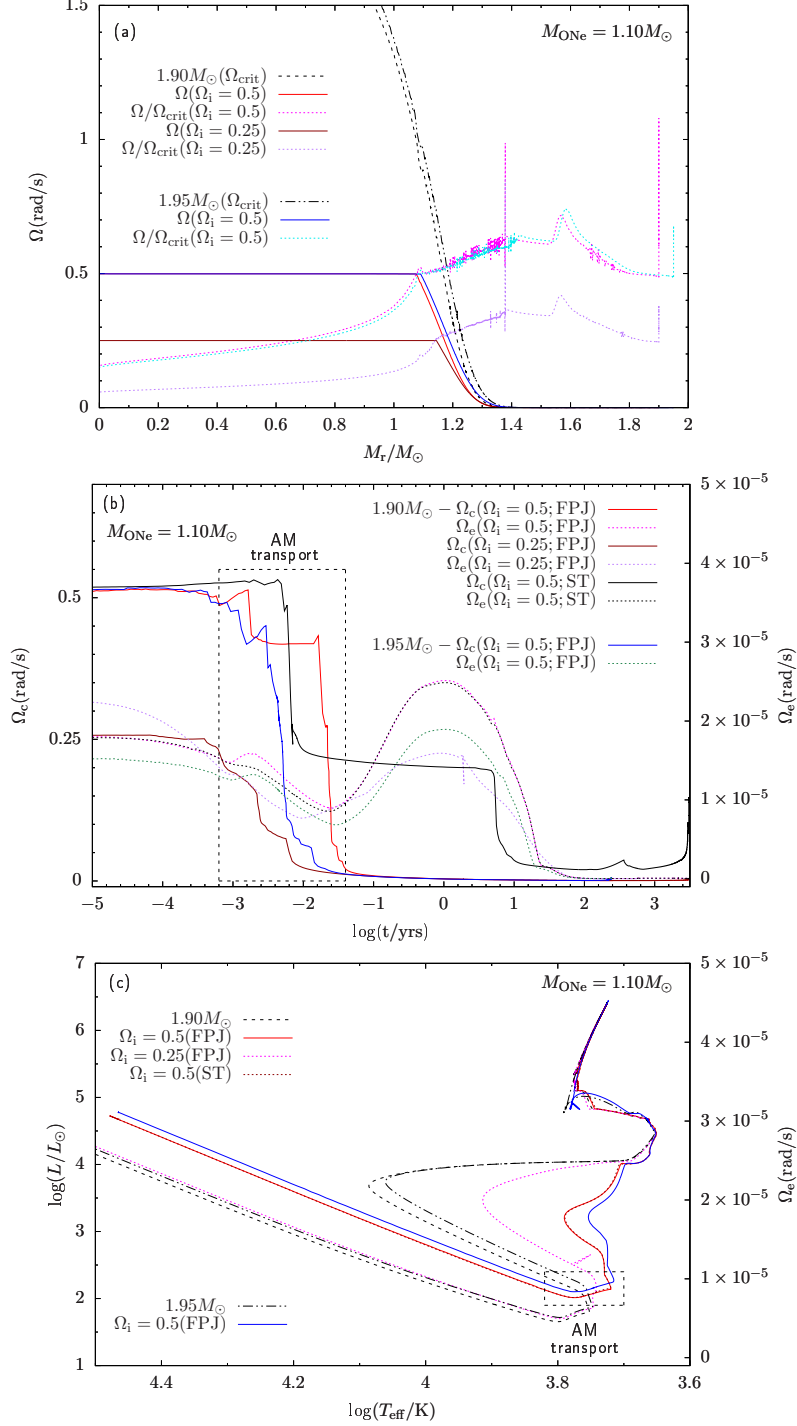 (a)
M_ONe = 1.10M_⊙
1.90M_⊙(Ω_crit)
Ω(Ω_i = 0.5)
Ω/Ω_crit(Ω_i = 0.5)
Ω(Ω_i = 0.25)
Ω/Ω_crit(Ω_i = 0.25)
1.95M_⊙(Ω_crit)
Ω(Ω_i = 0.5)
Ω/Ω_crit(Ω_i = 0.5)
1.5
1
0.5
0
Ω(rad/s)
0 0.2 0.4 0.6 0.8 1 1.2 1.4 1.6 1.8 2
M_r/M_⊙
(b)
M_ONe = 1.10M_⊙
AM
transport
1.90M_⊙ − Ω_c(Ω_i = 0.5; FPJ)
Ω_e(Ω_i = 0.5; FPJ)
Ω_c(Ω_i = 0.25; FPJ)
Ω_e(Ω_i = 0.25; FPJ)
Ω_c(Ω_i = 0.5; ST)
Ω_e(Ω_i = 0.5; ST)
1.95M_⊙ − Ω_c(Ω_i = 0.5; FPJ)
Ω_e(Ω_i = 0.5; FPJ)
0.5
0.25
0
Ω_c(rad/s)
5 × 10⁻⁵
4 × 10⁻⁵
3 × 10⁻⁵
2 × 10⁻⁵
1 × 10⁻⁵
0
Ω_e(rad/s)
−5 −4 −3 −2 −1 0 1 2 3
log(t/yrs)
(c)
M_ONe = 1.10M_⊙
1.90M_⊙
Ω_i = 0.5(FPJ)
Ω_i = 0.25(FPJ)
Ω_i = 0.5(ST)
1.95M_⊙
Ω_i = 0.5(FPJ)
AM
transport
7
6
5
4
3
2
1
log(L/L_⊙)
5 × 10⁻⁵
4 × 10⁻⁵
3 × 10⁻⁵
2 × 10⁻⁵
1 × 10⁻⁵
0
Ω_e(rad/s)
4.4 4.2 4 3.8 3.6
log(T_eff/K)